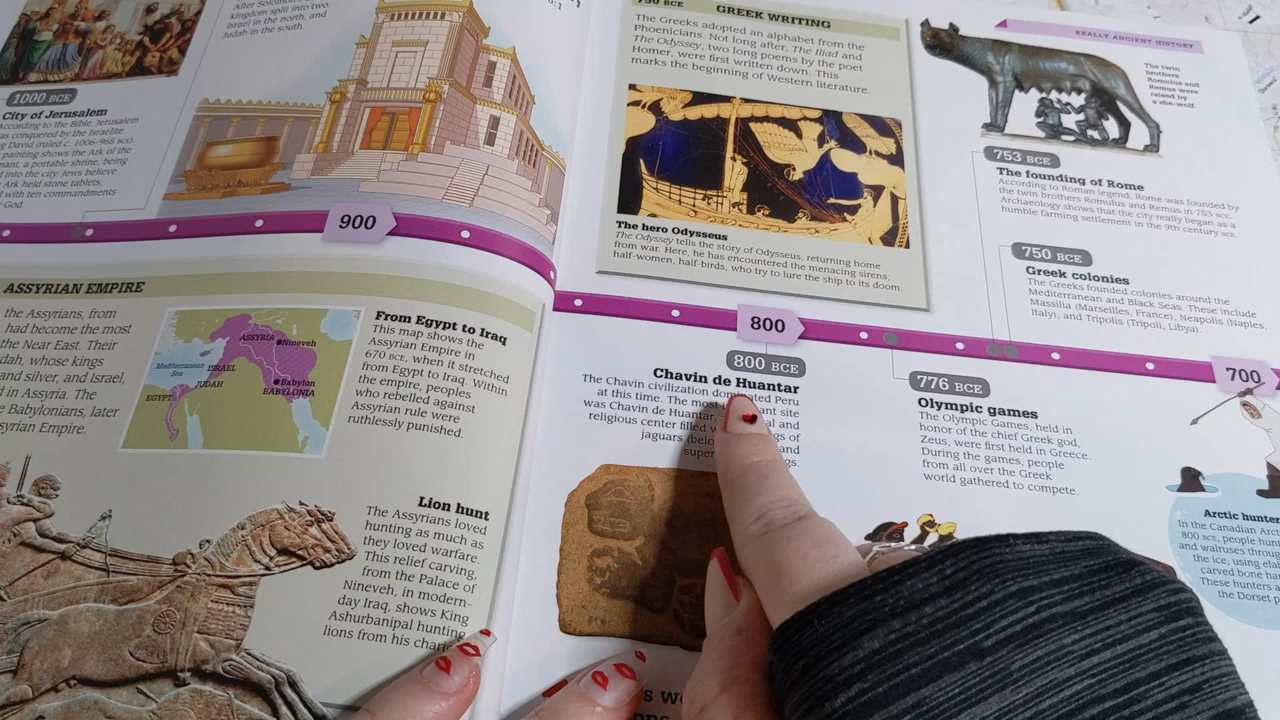 After Solomon's
kingdom split into two:
Israel in the north, and
Judah in the south.
1000 BCE
City of Jerusalem
According to the Bible, Jerusalem
was conquered by the Israelite
David (ruled c. 1006–965 BCE).
painting shows the Ark of the
a portable shrine, being
into the city. Jews believe
Ark held stone tablets,
with ten commandments
God.
900
ASSYRIAN EMPIRE
the Assyrians, from
had become the most
the Near East. Their
whose kings
and silver, and Israel,
d in Assyria. The
Babylonians, later
Empire.
ASSYRIA
Nineveh
Mediterranean
Sea
ISRAEL
JUDAH
Babylon
BABYLONIA
EGYPT
From Egypt to Iraq
This map shows the
Assyrian Empire in
670 BCE, when it stretched
from Egypt to Iraq. Within
the empire, peoples
who rebelled against
Assyrian rule were
ruthlessly punished.
Lion hunt
The Assyrians loved
hunting as much as
they loved warfare.
This relief carving,
from the Palace of
Nineveh, in modern-
day Iraq, shows King
Ashurbanipal hunting
lions from his
750 BCE
GREEK WRITING
The Greeks adopted an alphabet from the
Phoenicians. Not long after, The Iliad and
The Odyssey, two long poems by the poet
Homer, were first written down. This
marks the beginning of Western literature.
The hero Odysseus
The Odyssey tells the story of Odysseus, returning home
from war. Here, he has encountered the menacing sirens,
half-women, half-birds, who try to lure the ship to its doom.
REALLY ANCIENT HISTORY
The twin
brothers
Romulus and
Remus were
raised by
a she-wolf.
753 BCE
The founding of Rome
According to Roman legend, Rome was founded by
the twin brothers Romulus and Remus in 753 BCE.
Archaeology shows that the city really began as a
humble farming settlement in the 9th century BCE.
750 BCE
Greek colonies
The Greeks founded colonies around the
Mediterranean and Black Seas. These include
Massilia (Marseilles, France), Neapolis (Naples,
Italy), and Tripolis (Tripoli, Libya).
800
700
800 BCE
Chavin de Huantar
The Chavin civilization Peru
at this time. The most site
was Chavin de Huantar, and
religious center filled of
jaguars and
776 BCE
Olympic games
The Olympic Games, held in
honor of the chief Greek god,
Zeus, were first held in Greece.
During the games, people
from all over the Greek
world gathered to compete.
Arctic
In the Canadian
800 BCE, people
and walruses
the ice, using
carved bone
These hunters
the Dorset